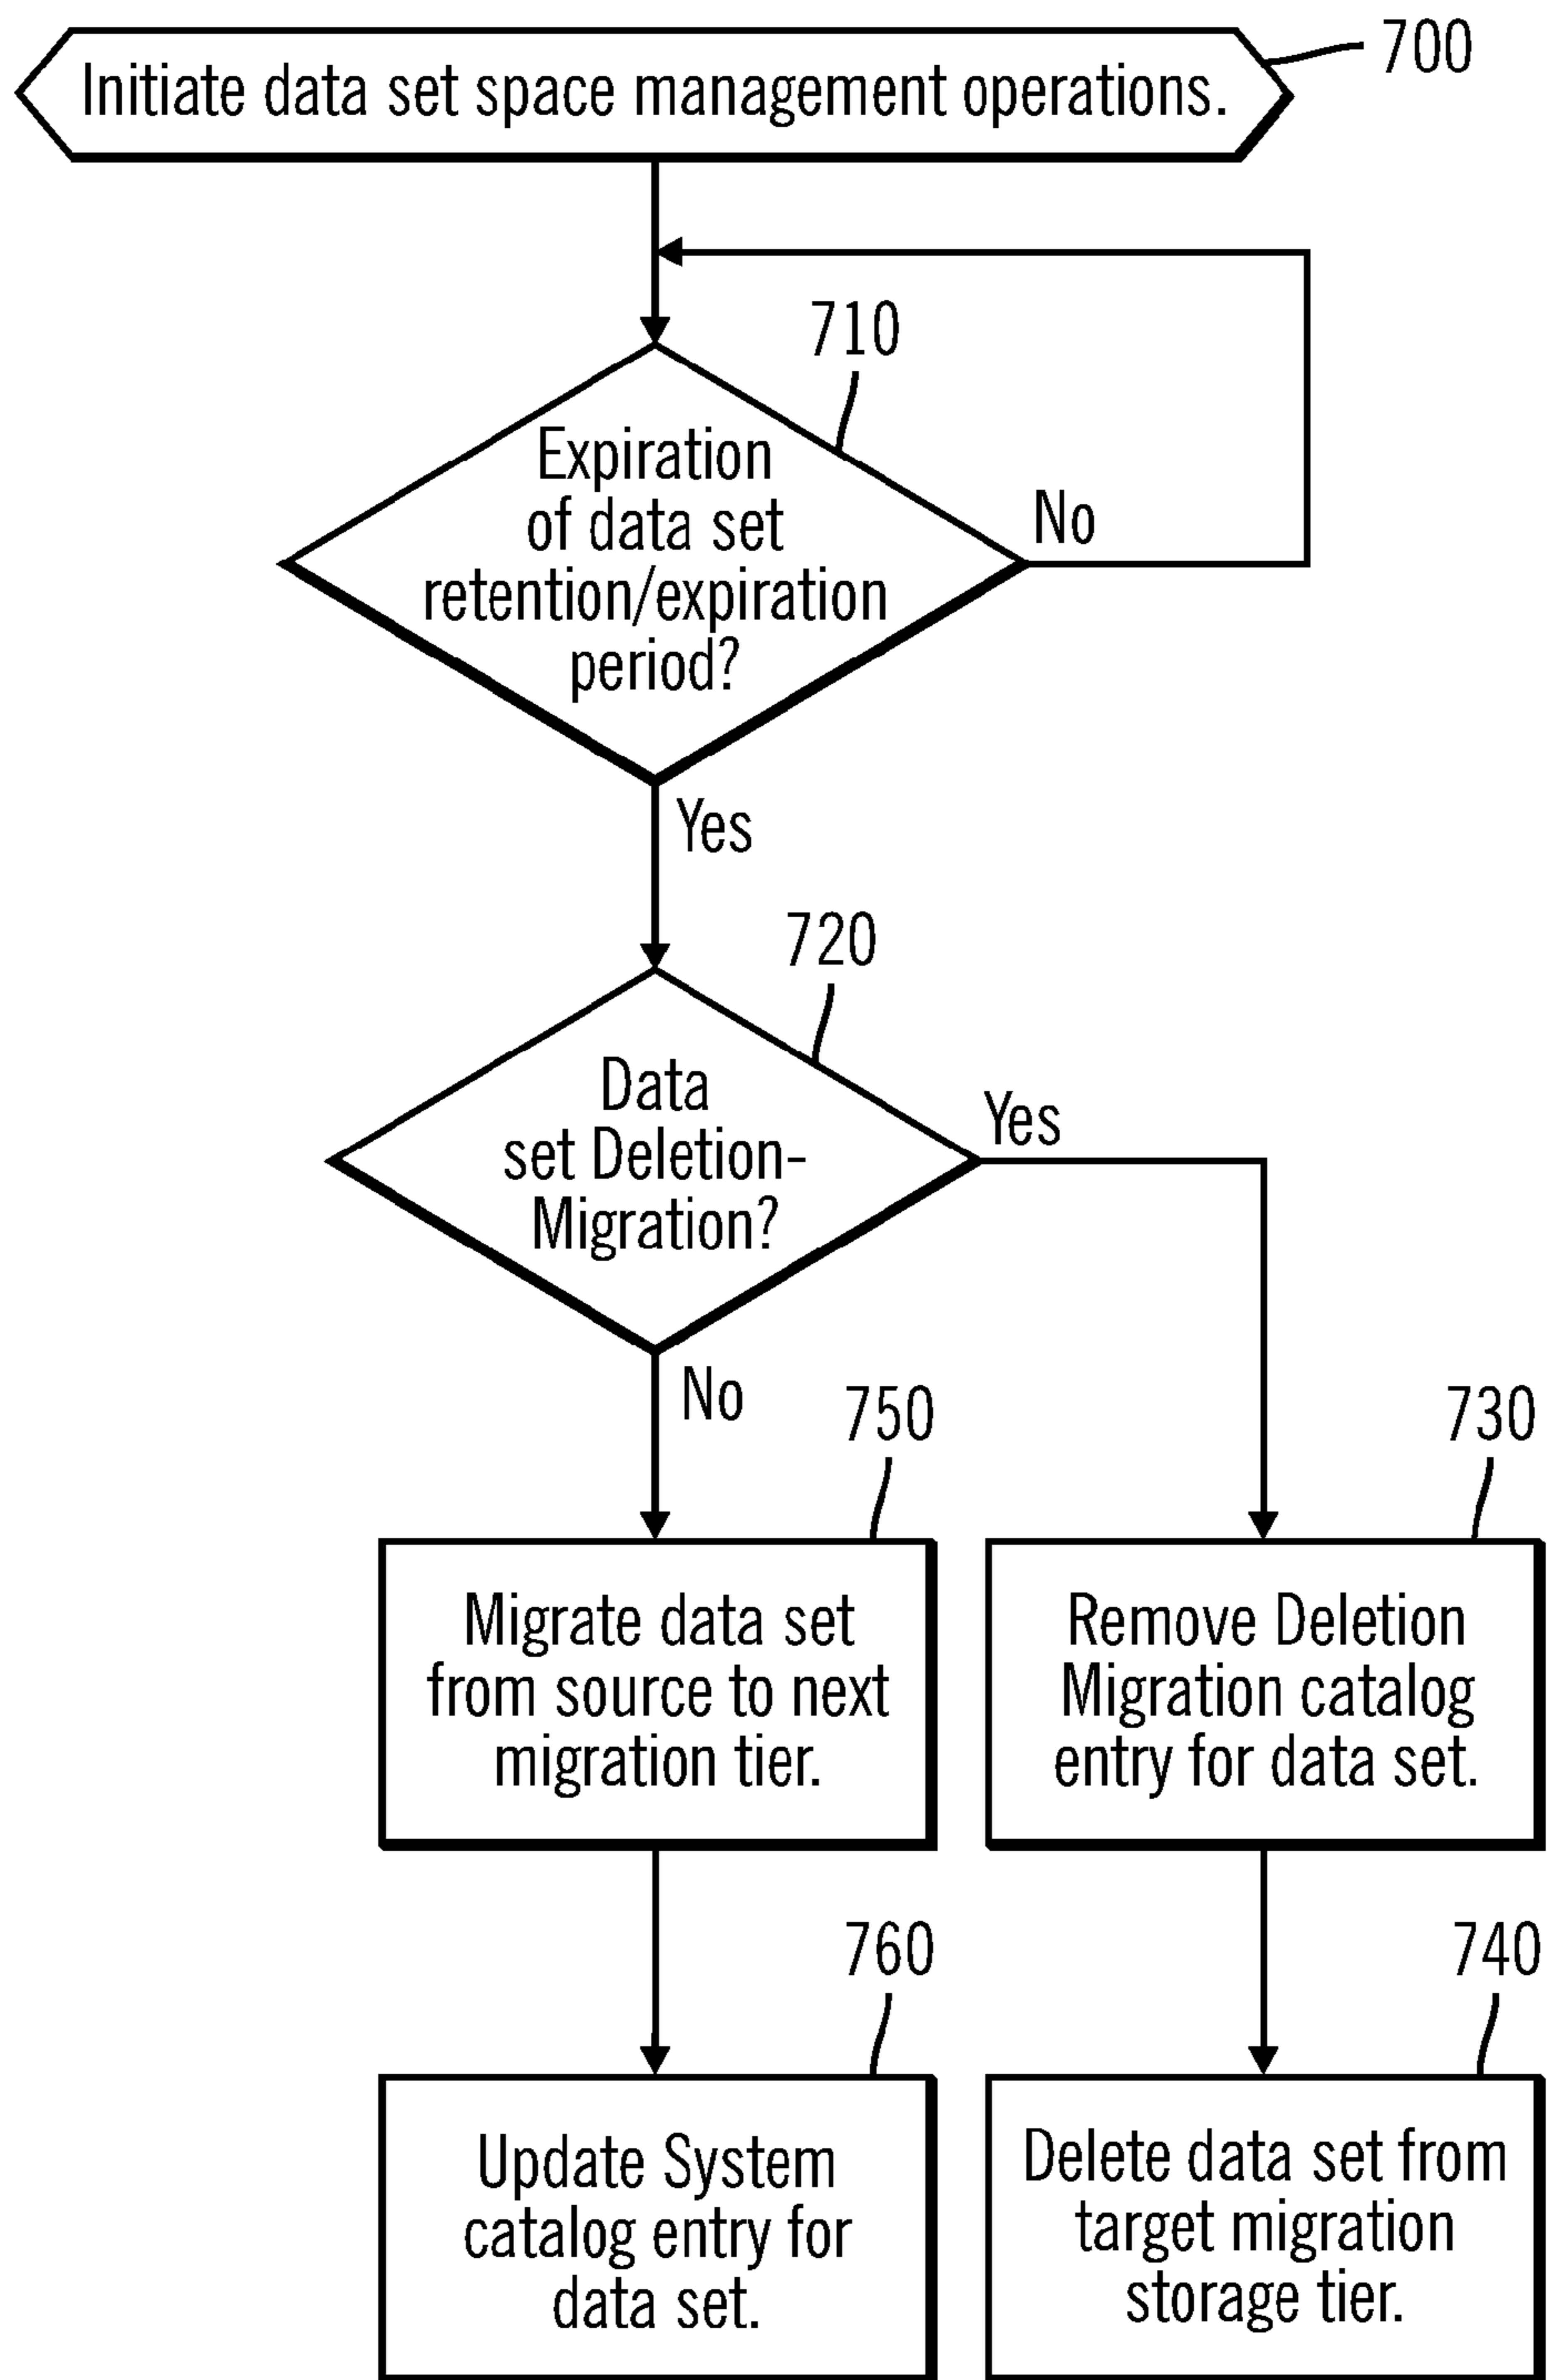 700
Initiate data set space management operations.
710
Expiration
of data set
retention/expiration
period?
No
Yes
720
Data
set Deletion-
Migration?
Yes
No
750
Migrate data set
from source to next
migration tier.
730
Remove Deletion
Migration catalog
entry for data set.
760
Update System
catalog entry for
data set.
740
Delete data set from
target migration
storage tier.